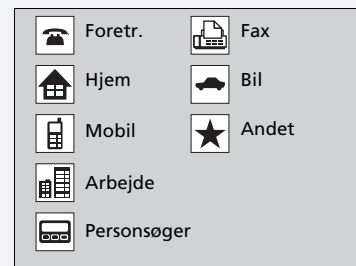 Foretr.
Fax
Hjem
Bil
Mobil
Andet
Arbejde
Personsøger